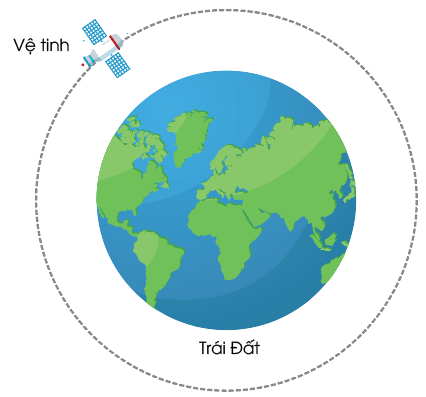 Vệ tinh
Trái Đất